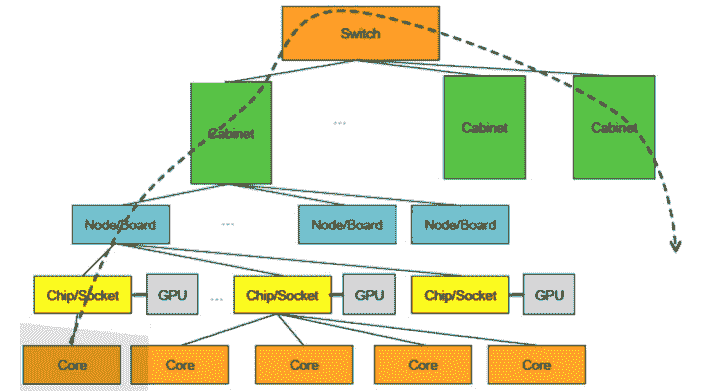 Switch
Cabinet
...
Cabinet
Cabinet
Node/Board
...
Node/Board
Node/Board
Chip/Socket
GPU
...
Chip/Socket
GPU
Chip/Socket
GPU
Core
Core
Core
Core
Core